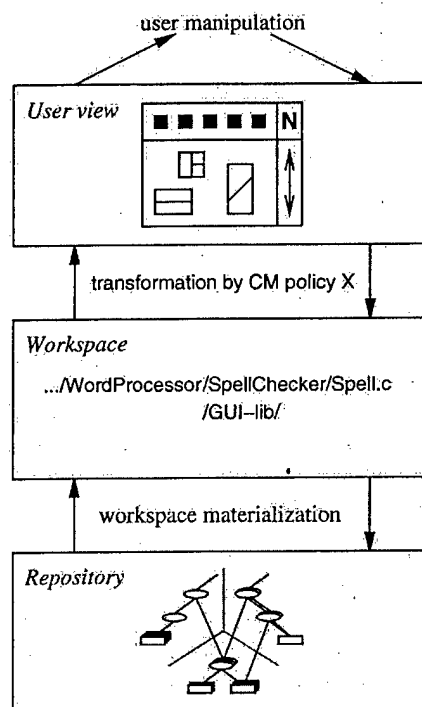 user manipulation
User view
N
transformation by CM policy X
Workspace
.../WordProcessor/SpellChecker/Spell.c
/GUI-lib/
workspace materialization
Repository